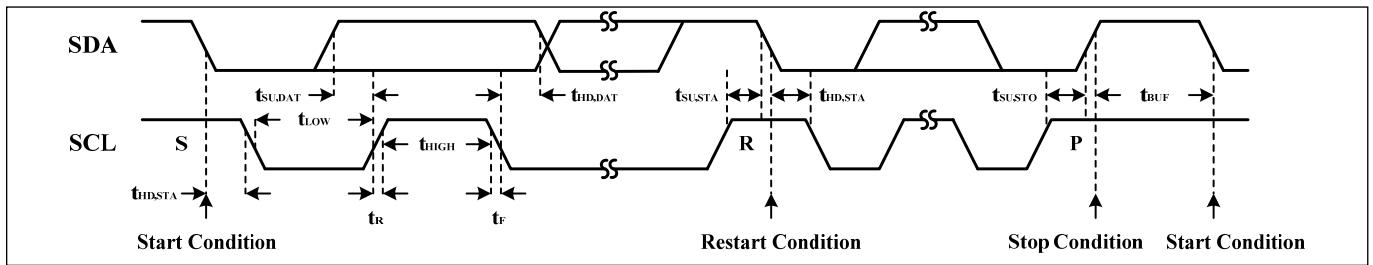 SDA
tSU,DAT
tHD,DAT
tSU,STA
tHD,STA
tSU,STO
tBUF
tLOW
SCL
S
tHIGH
R
P
tHD,STA
tR
tF
Start Condition
Restart Condition
Stop Condition
Start Condition